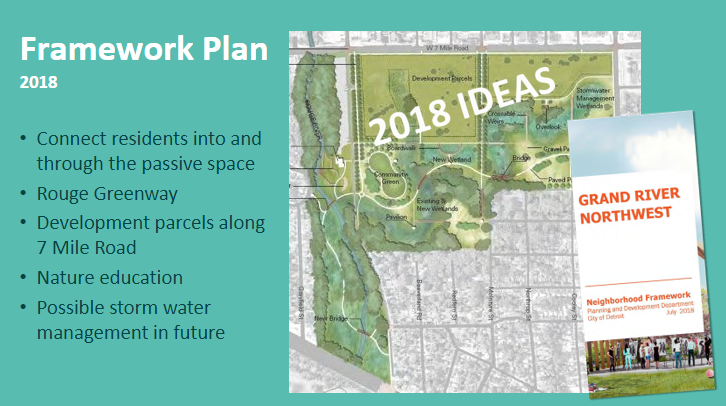 Framework Plan
2018
• Connect residents into and
through the passive space
• Rouge Greenway
• Development parcels along
7 Mile Road
• Nature education
• Possible storm water
management in future
W 7 Mile Road
Development Parcels
2018 IDEAS
Stormwater
Management
Wetlands
Crossable
Weirs
Overlook
Boardwalk
New Wetland
Bridge
Gravel
Paved
Community
Green
Existing &
New Wetlands
Pavilion
New Bridge
GRAND RIVER
NORTHWEST
Neighborhood Framework
Planning and Development Department
City of Detroit
July 2018